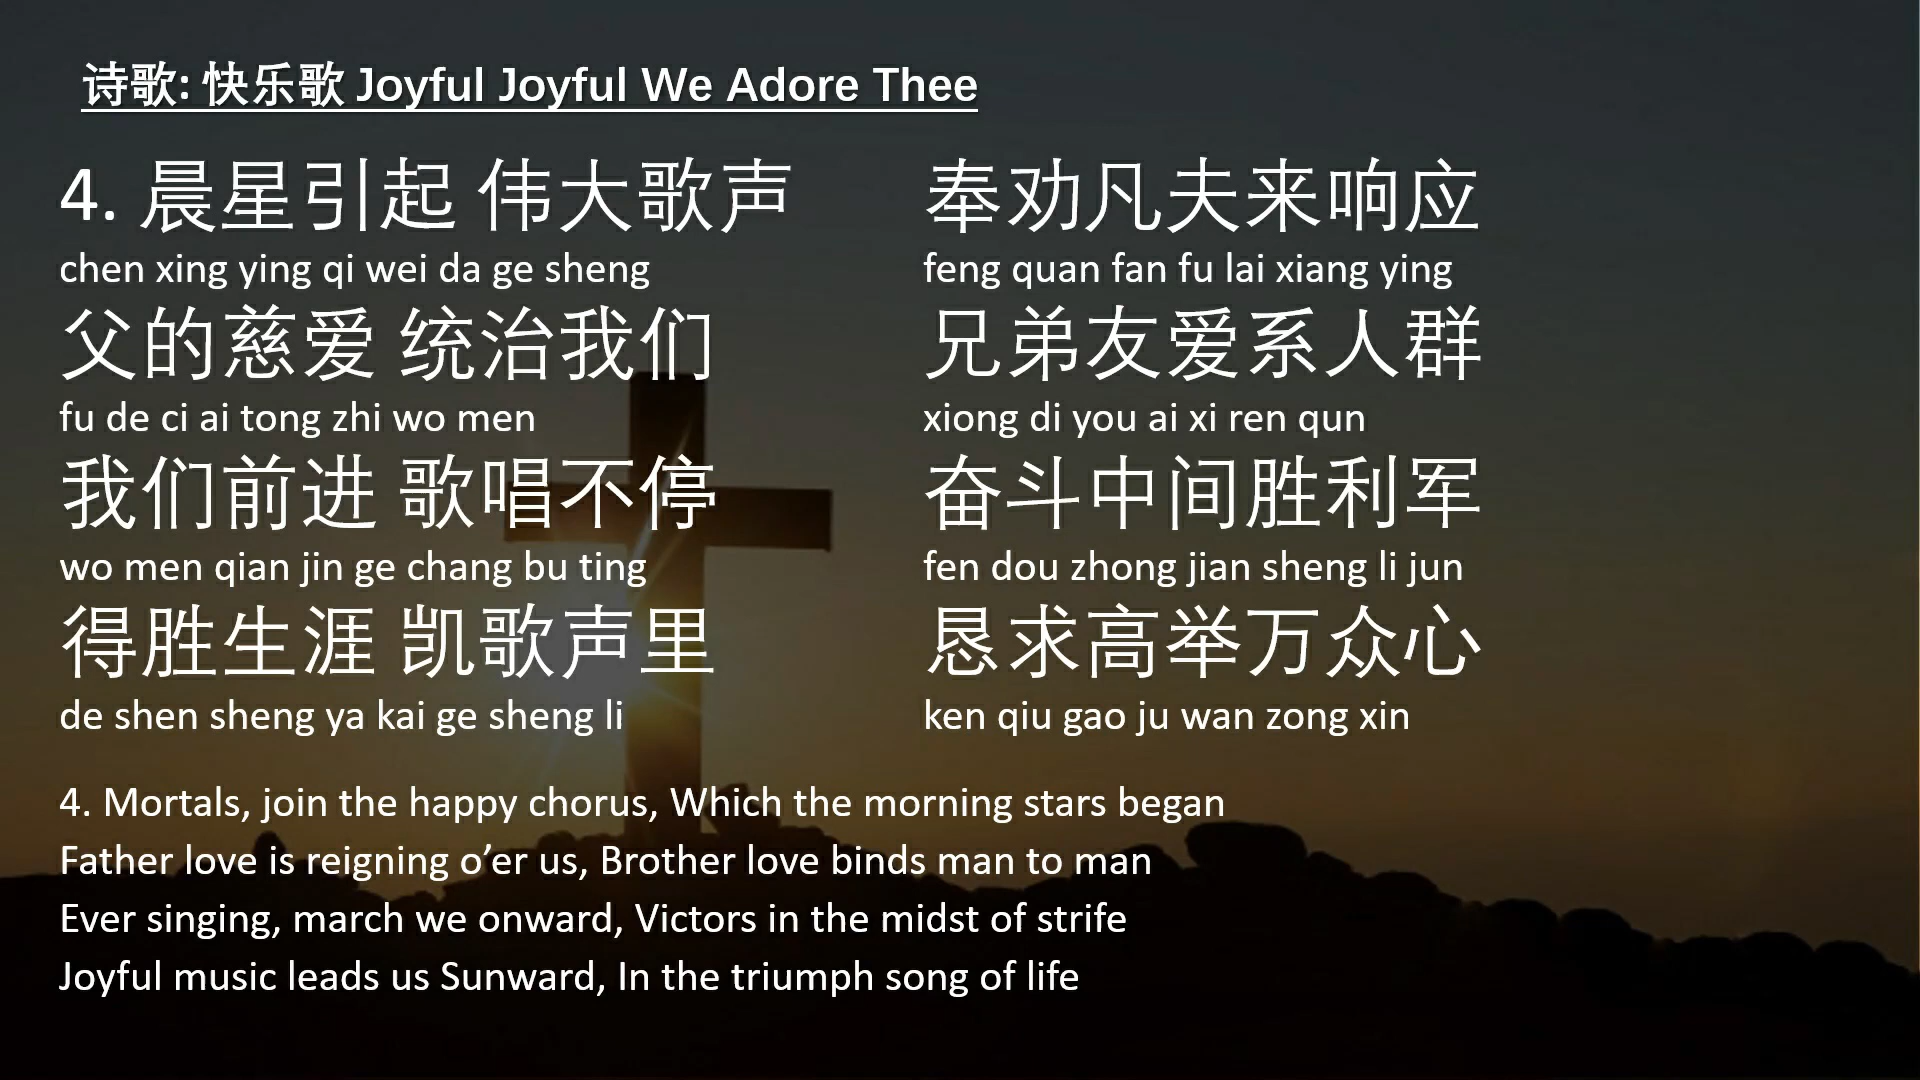 诗歌: 快乐歌 Joyful Joyful We Adore Thee
4. 晨星引起 伟大歌声 奉劝凡夫来响应
chen xing ying qi wei da ge sheng feng quan fan fu lai xiang ying
父的慈爱 统治我们 兄弟友爱系人群
fu de ci ai tong zhi wo men xiong di you ai xi ren qun
我们前进 歌唱不停 奋斗中间胜利军
wo men qian jin ge chang bu ting fen dou zhong jian sheng li jun
得胜生涯 凯歌声里 恳求高举万众心
de shen sheng ya kai ge sheng li ken qiu gao ju wan zong xin
4. Mortals, join the happy chorus, Which the morning stars began
Father love is reigning o’er us, Brother love binds man to man
Ever singing, march we onward, Victors in the midst of strife
Joyful music leads us Sunward, In the triumph song of life